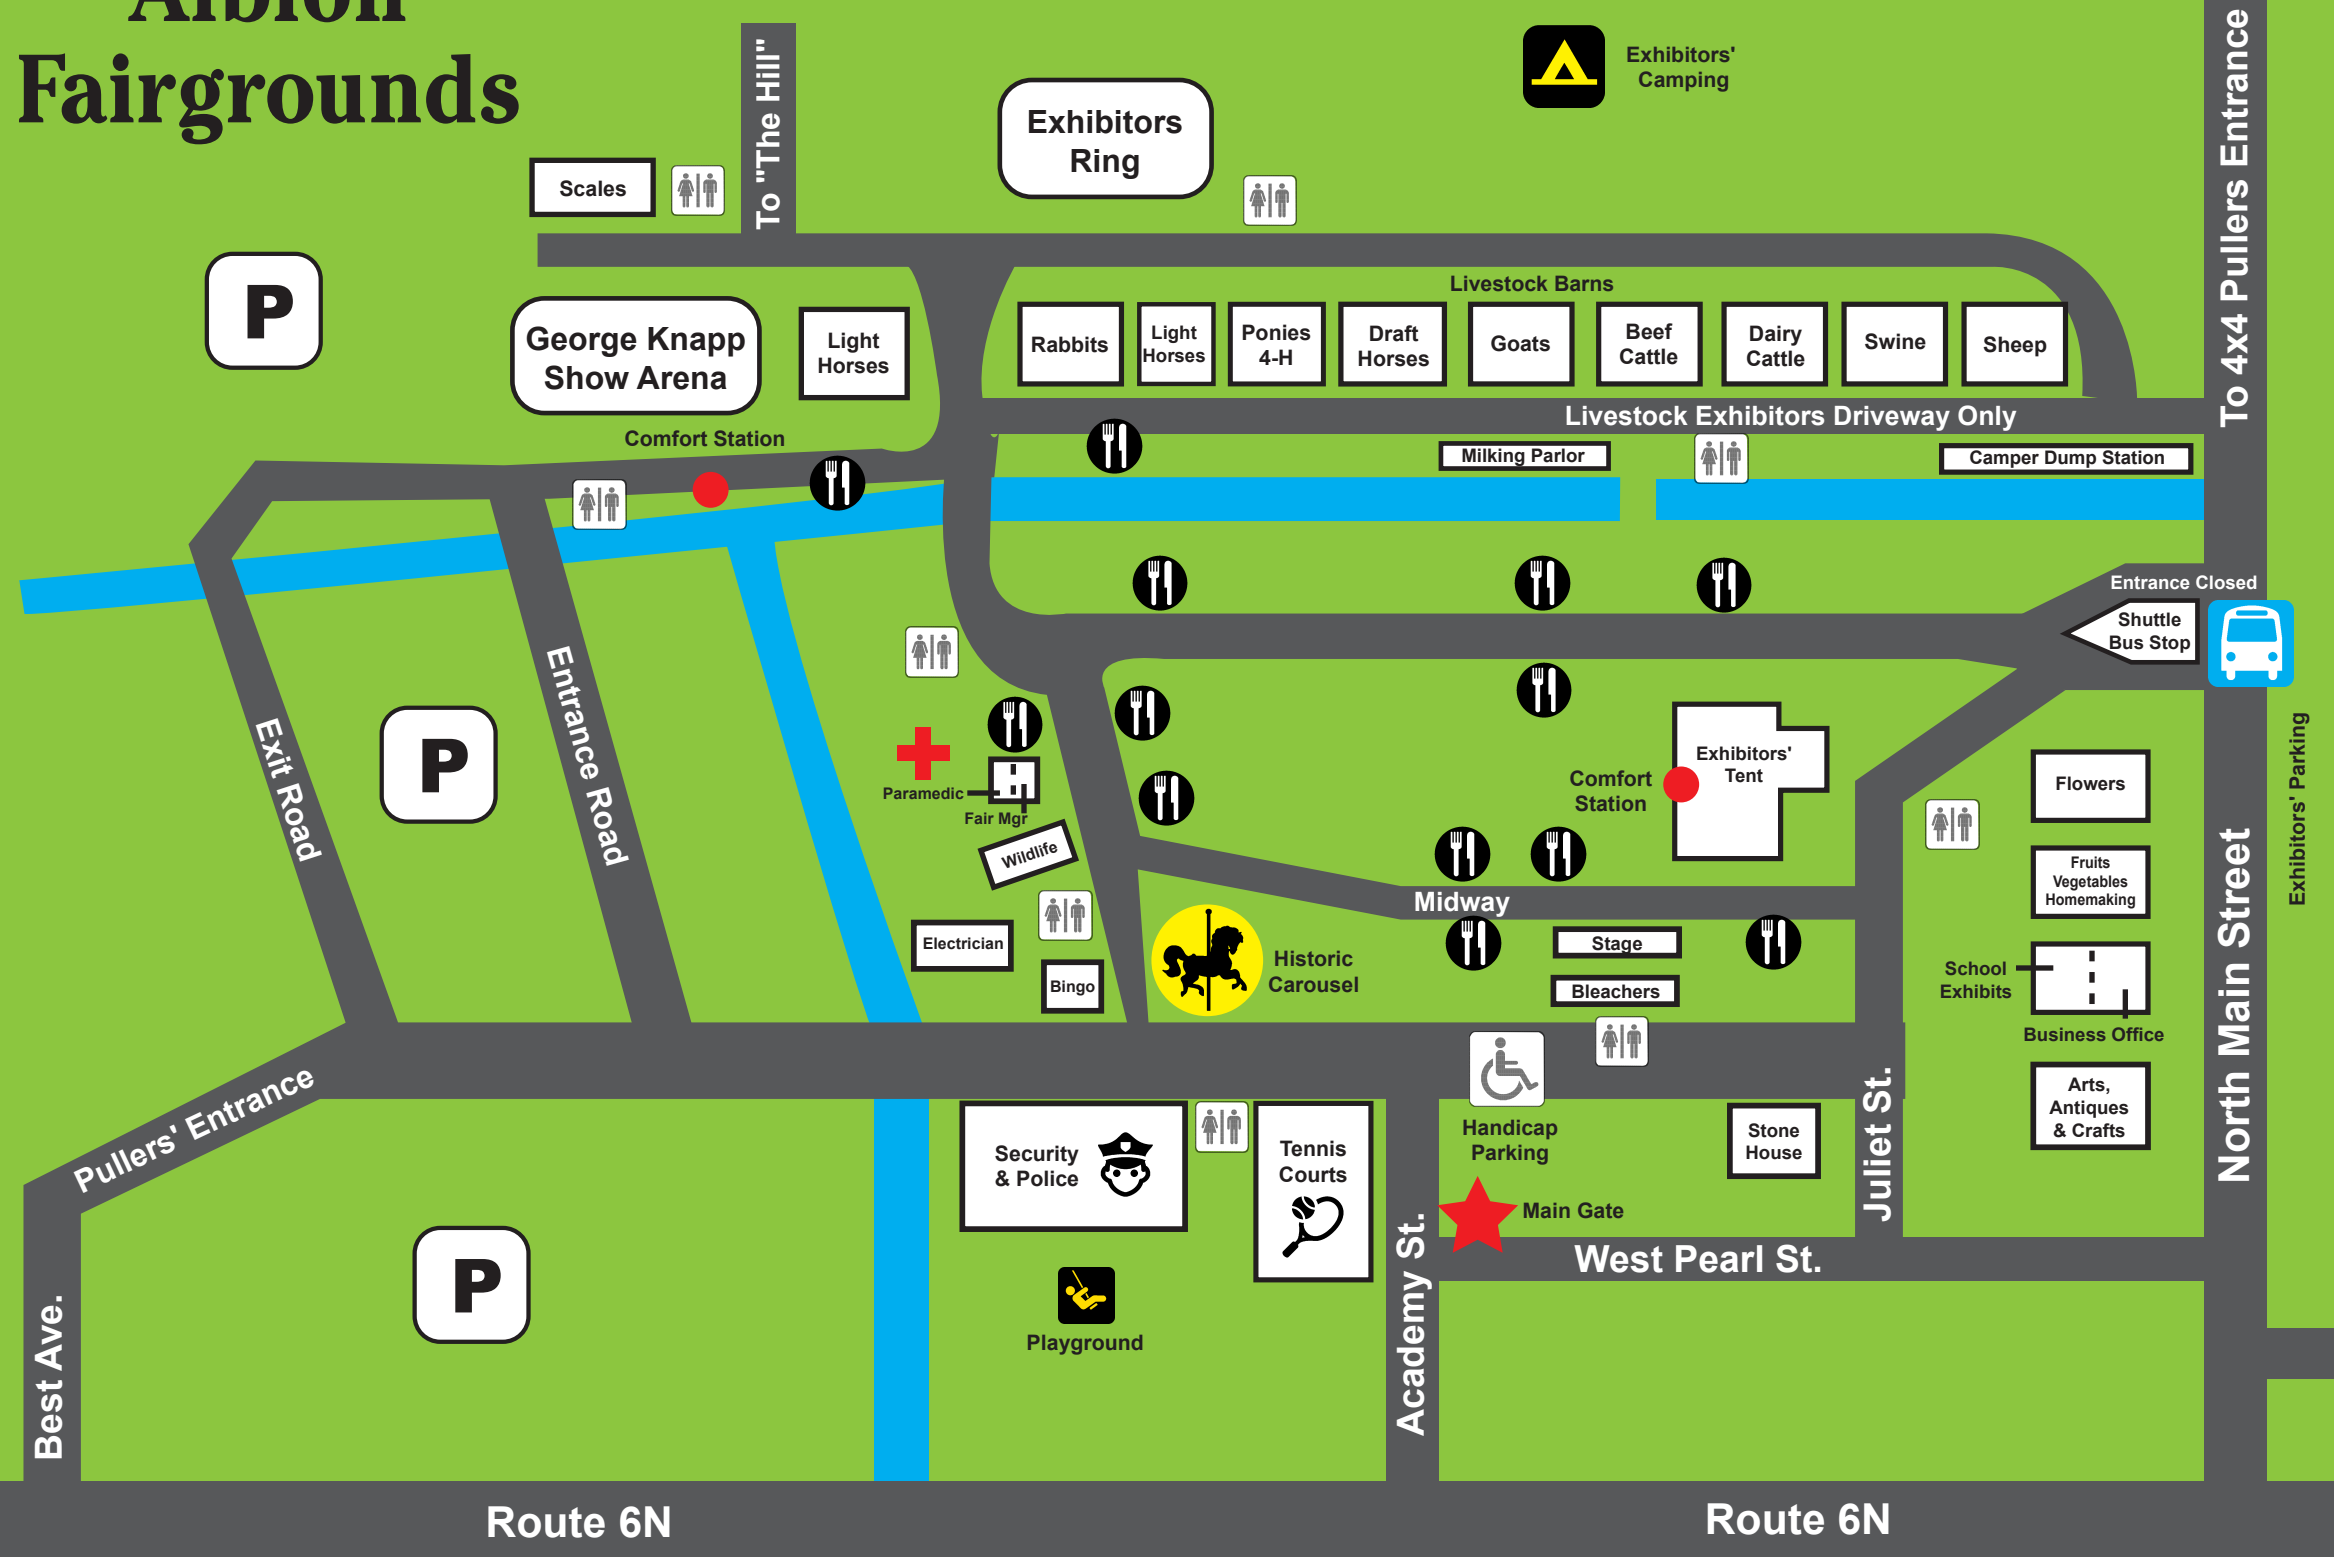 Albion
Fairgrounds
To "The Hill"
Exhibitors'
Camping
Exhibitors
Ring
Scales
To 4x4 Pullers Entrance
P
George Knapp
Show Arena
Light
Horses
Livestock Barns
Rabbits
Light
Horses
Ponies
4-H
Draft
Horses
Goats
Beef
Cattle
Dairy
Cattle
Swine
Sheep
Livestock Exhibitors Driveway Only
Comfort Station
Milking Parlor
Camper Dump Station
Entrance Closed
Shuttle
Bus Stop
Exit Road
P
Entrance Road
Paramedic
Fair Mgr
Wildlife
Exhibitors'
Tent
Comfort
Station
Flowers
Exhibitors' Parking
Fruits
Vegetables
Homemaking
Midway
Electrician
Bingo
Historic
Carousel
Stage
Bleachers
School
Exhibits
Business Office
North Main Street
Pullers' Entrance
Security
& Police
Tennis
Courts
Handicap
Parking
Stone
House
Juliet St.
Arts,
Antiques
& Crafts
Main Gate
West Pearl St.
Academy St.
P
Playground
Best Ave.
Route 6N
Route 6N